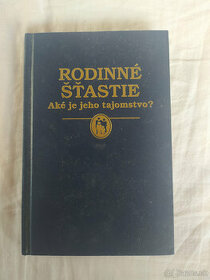 RODINNÉ
ŠŤASTIE
Aké je jeho tajomstvo?